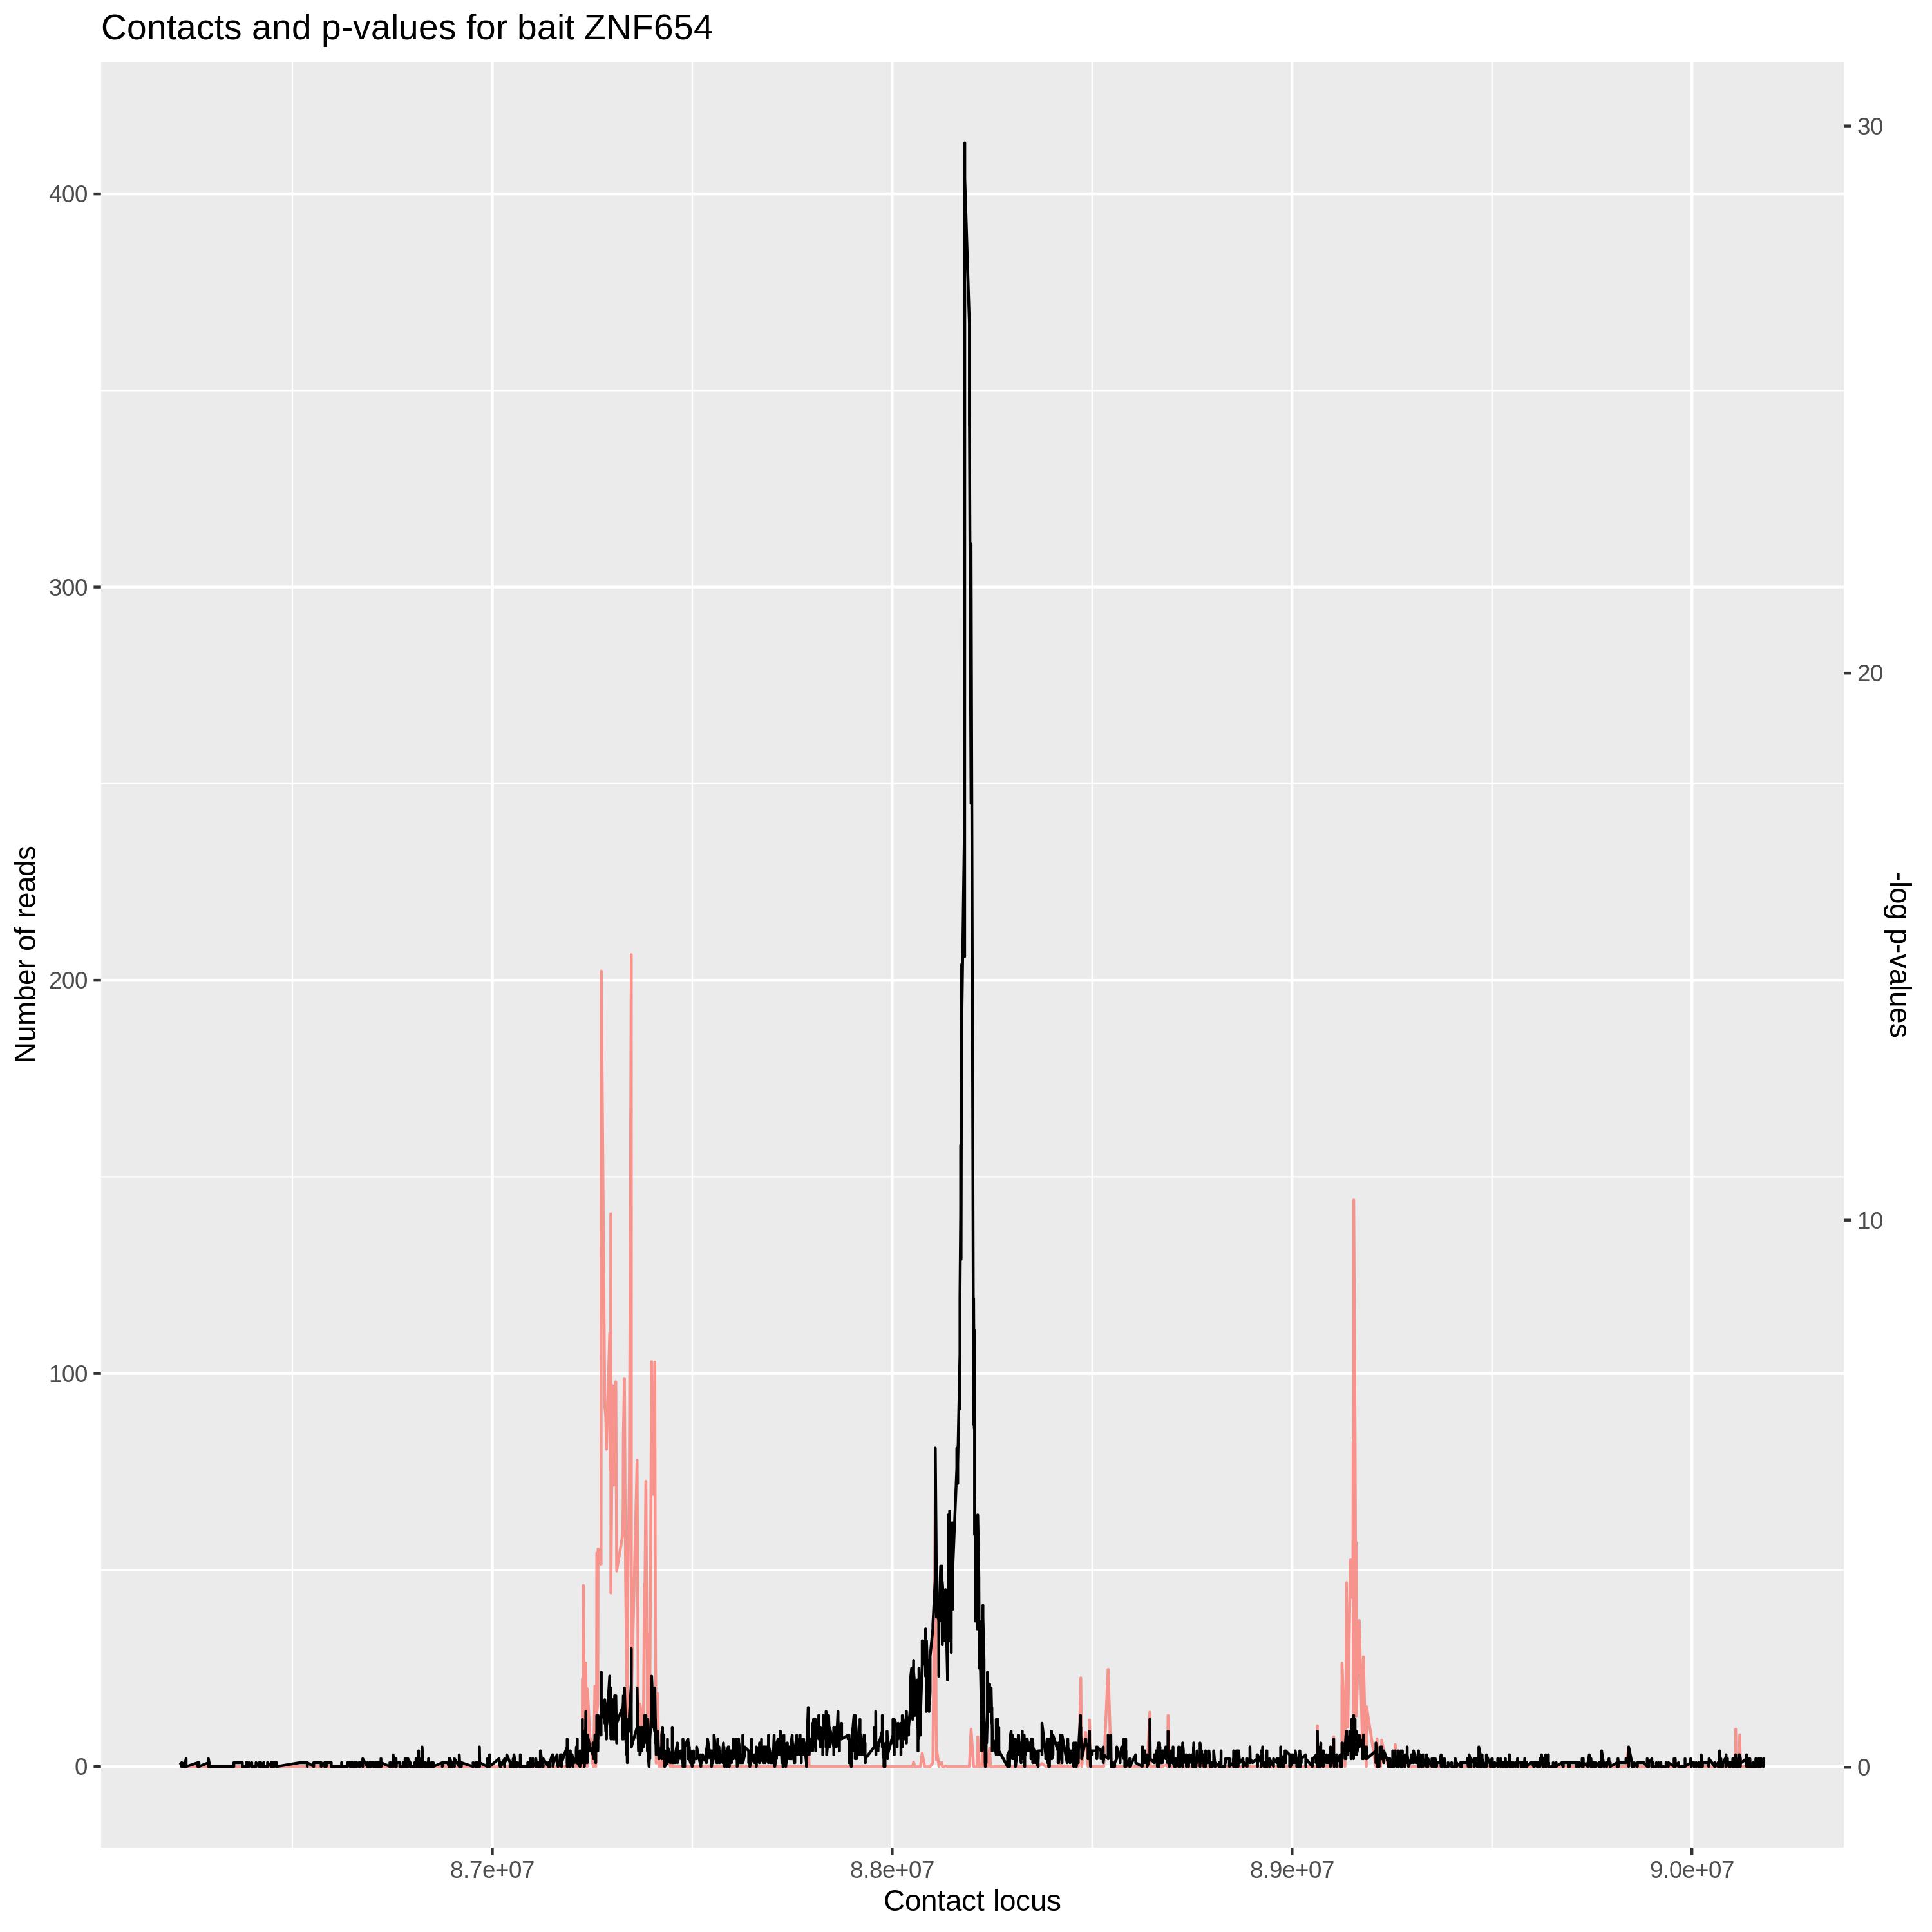 Contacts and p-values for bait ZNF654
400
300
200
100
0
Number of reads
30
20
10
0
-log p-values
8.7e+07
8.8e+07
8.9e+07
9.0e+07
Contact locus